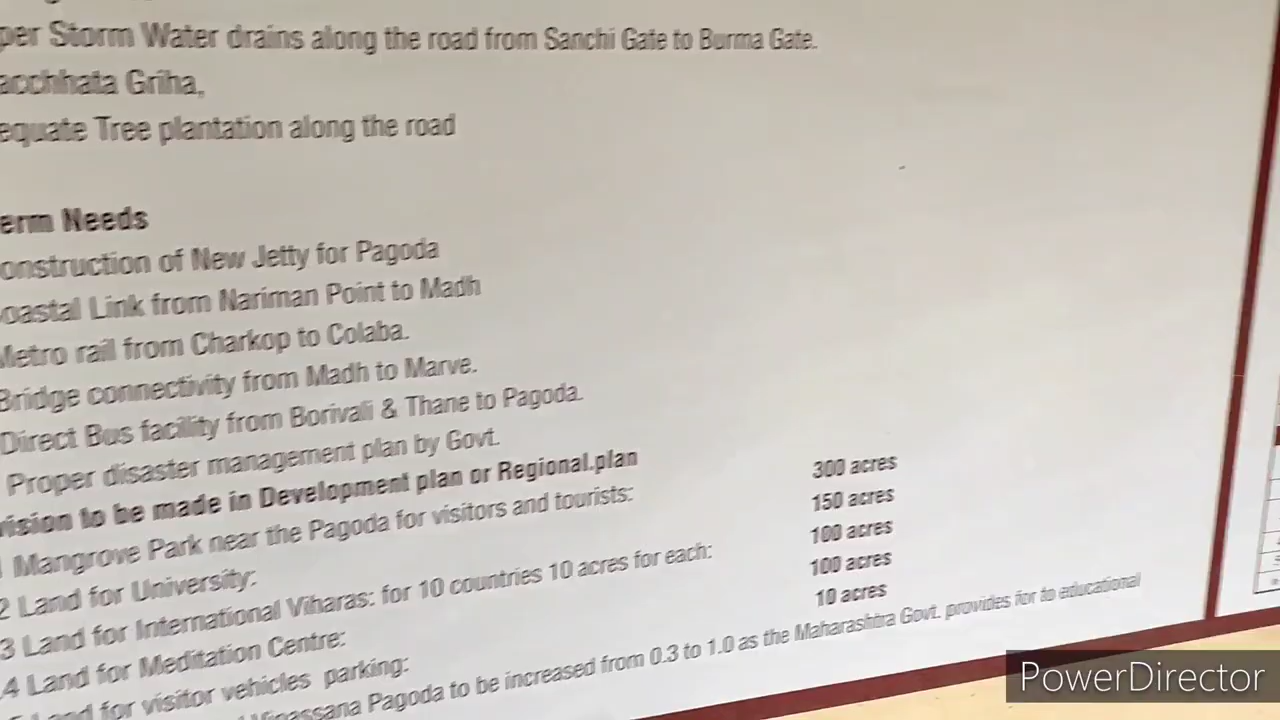 per Storm Water drains along the road from Sanchi Gate to Burma Gate.
acchhata Griha,
equate Tree plantation along the road
erm Needs
onstruction of New Jetty for Pagoda
oastal Link from Nariman Point to Madh
Metro rail from Charkop to Colaba.
Bridge connectivity from Madh to Marve.
Direct Bus facility from Borivali & Thane to Pagoda.
Proper disaster management plan by Govt.
vision to be made in Development plan or Regional.plan
1 Mangrove Park near the Pagoda for visitors and tourists: 300 acres
2 Land for University: 150 acres
3 Land for International Viharas: for 10 countries 10 acres for each: 100 acres
.4 Land for Meditation Centre: 100 acres
Land for visitor vehicles parking: 10 acres
Vipassana Pagoda to be increased from 0.3 to 1.0 as the Maharashtra Govt. provides for to educational
PowerDirector